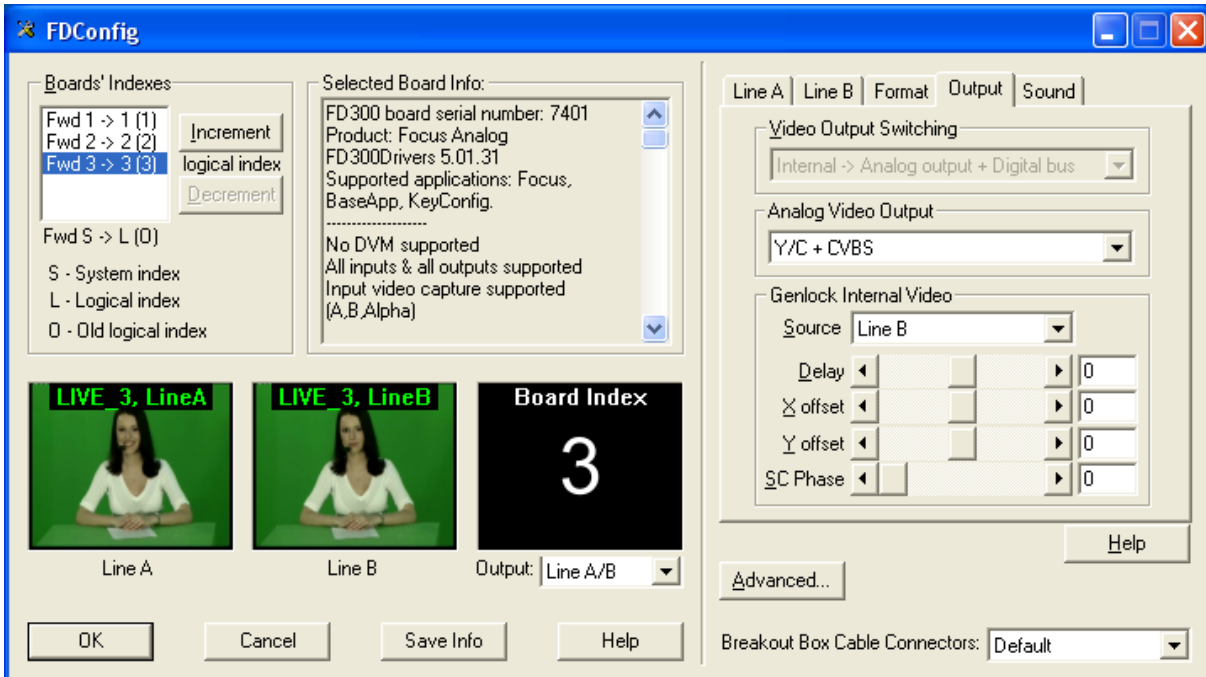 FDConfig
Boards' Indexes
Fwd 1 -> 1 (1)
Fwd 2 -> 2 (2)
Fwd 3 -> 3 (3)
Increment
logical index
Decrement
Fwd S -> L (O)
S - System index
L - Logical index
O - Old logical index
Selected Board Info:
FD300 board serial number: 7401
Product: Focus Analog
FD300Drivers 5.01.31
Supported applications: Focus,
BaseApp, KeyConfig.
--------------------
No DVM supported
All inputs & all outputs supported
Input video capture supported
(A,B,Alpha)
LIVE_3, LineA
Line A
LIVE_3, LineB
Line B
Board Index
3
Output: Line A/B
OK
Cancel
Save Info
Help
Line A
Line B
Format
Output
Sound
Video Output Switching
Internal -> Analog output + Digital bus
Analog Video Output
Y/C + CVBS
Genlock Internal Video
Source Line B
Delay 0
X offset 0
Y offset 0
SC Phase 0
Help
Advanced...
Breakout Box Cable Connectors: Default